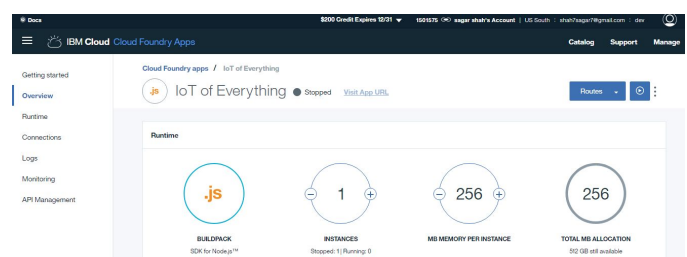 Docs
$200 Credit Expires 12/31
1501575 sagar shah's Account | US South : shah7sagar7@gmail.com : dev
IBM Cloud Cloud Foundry Apps
Catalog Support Manage
Getting started
Overview
Runtime
Connections
Logs
Monitoring
API Management
Cloud Foundry apps / IoT of Everything
.js IoT of Everything Stopped Visit App URL
Routes
Runtime
.js
1
256
256
BUILDPACK
INSTANCES
MB MEMORY PER INSTANCE
TOTAL MB ALLOCATION
SDK for Node.js™
Stopped: 1 | Running: 0
512 GB still available